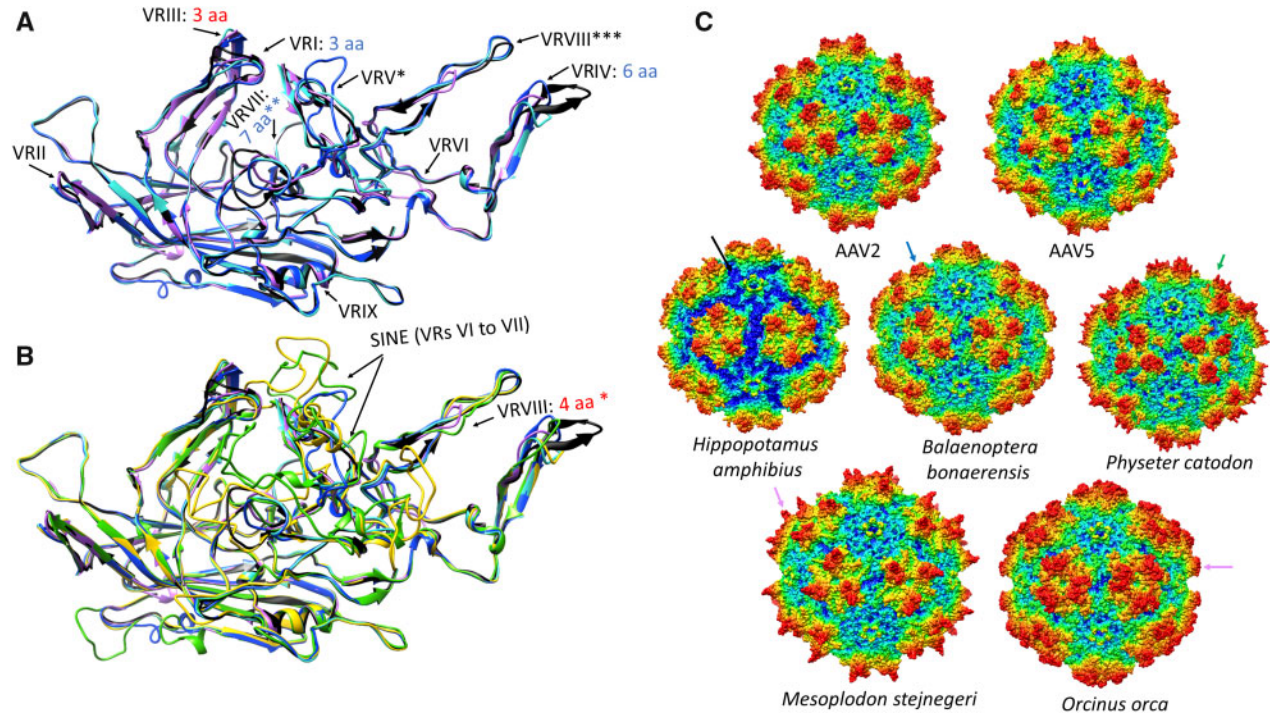 A
VRIII: 3 aa
VRI: 3 aa
VRV*
VRVII:
7 aa**
VRVIII***
VRIV: 6 aa
VRII
VRVI
VRIX
B
SINE (VRs VI to VII)
VRVIII: 4 aa *
C
AAV2
AAV5
Hippopotamus
amphibius
Balaenoptera
bonaerensis
Physeter catodon
Mesoplodon stejnegeri
Orcinus orca